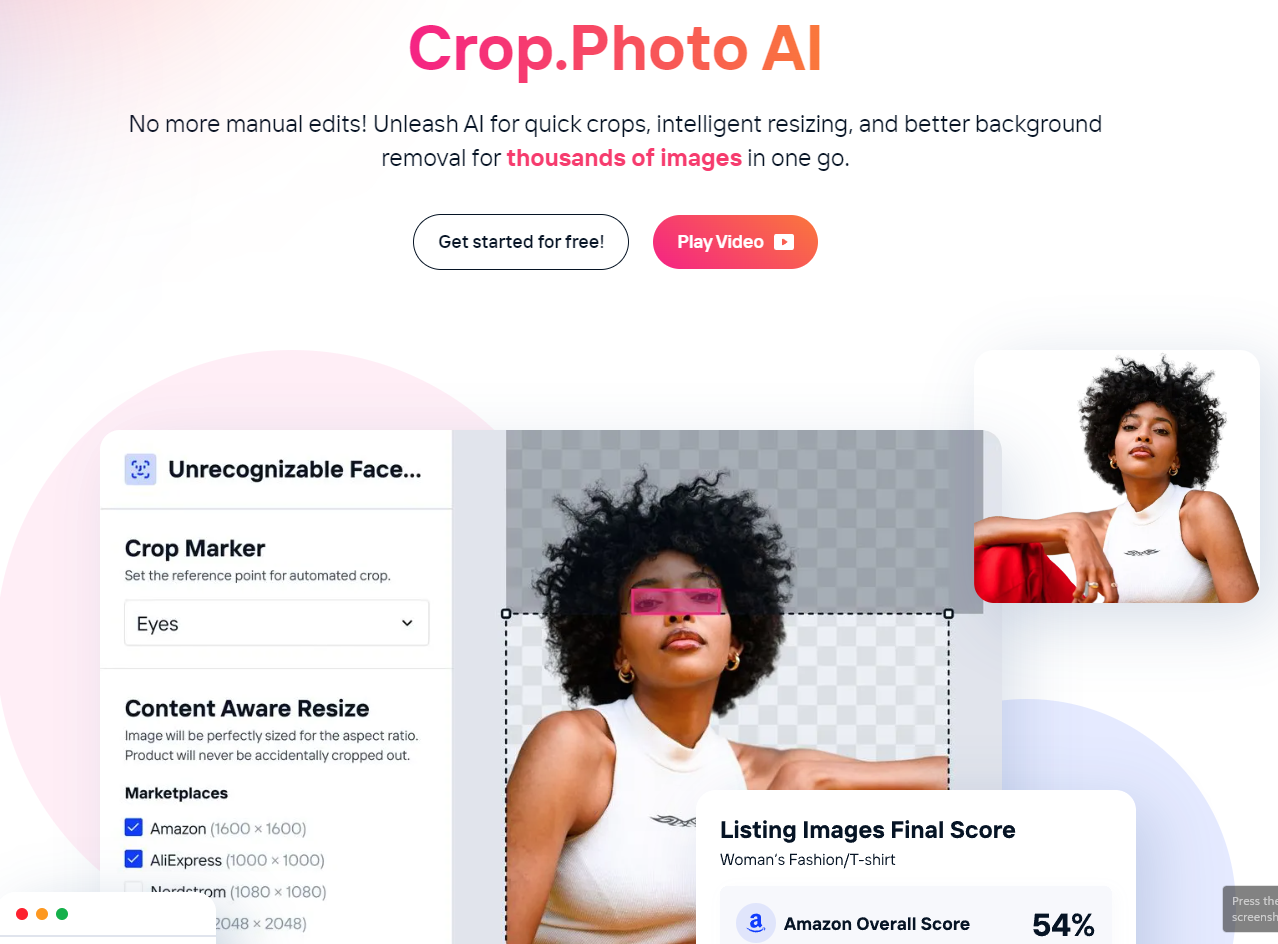 Crop.Photo AI
No more manual edits! Unleash AI for quick crops, intelligent resizing, and better background
removal for thousands of images in one go.
Get started for free!
Play Video
Unrecognizable Face...
Crop Marker
Set the reference point for automated crop.
Eyes
Content Aware Resize
Image will be perfectly sized for the aspect ratio.
Product will never be accidentally cropped out.
Marketplaces
Amazon (1600 × 1600)
AliExpress (1000 × 1000)
Nordstrom (1080 × 1080)
2048 × 2048)
Listing Images Final Score
Woman's Fashion/T-shirt
a Amazon Overall Score 54%
Press the